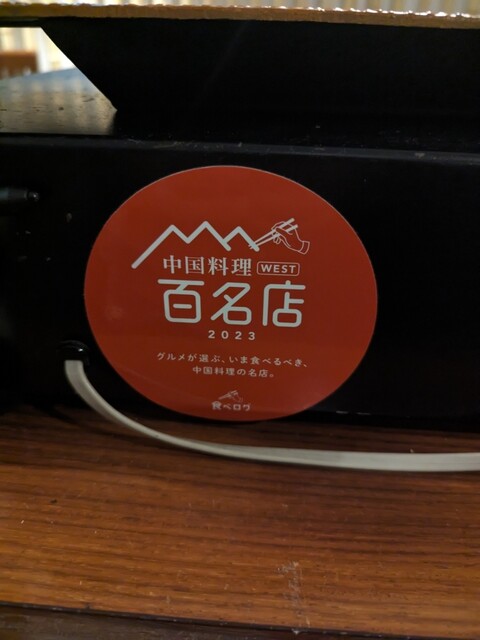 中国料理 WEST
百名店
2023
グルメが選ぶ、いま食べるべき、
中国料理の名店。
食べログ